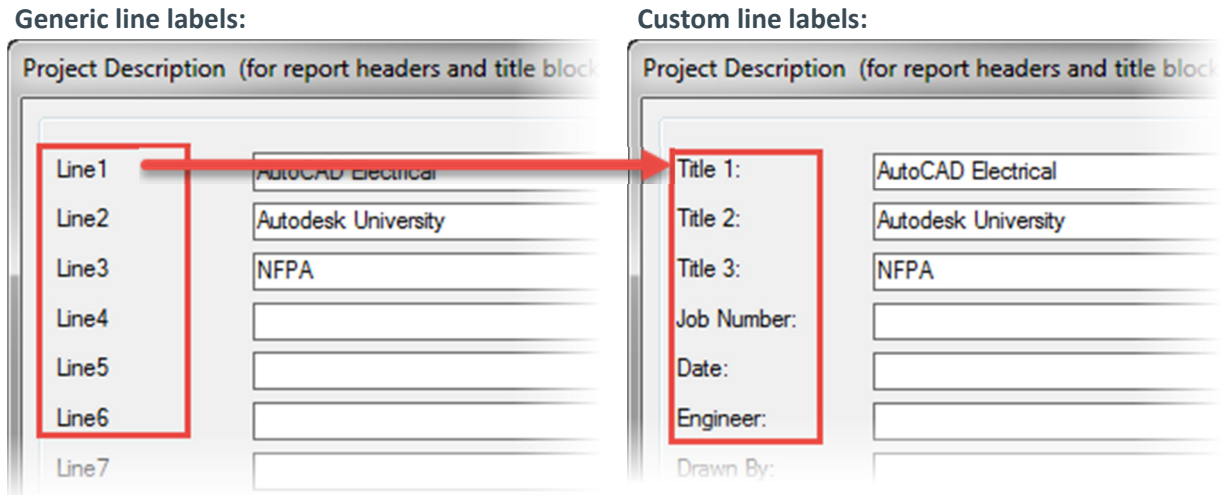 Generic line labels:
Project Description (for report headers and title block
Line1 AutoCAD Electrical
Line2 Autodesk University
Line3 NFPA
Line4
Line5
Line6
Line7
Custom line labels:
Project Description (for report headers and title block
Title 1: AutoCAD Electrical
Title 2: Autodesk University
Title 3: NFPA
Job Number:
Date:
Engineer:
Drawn By: